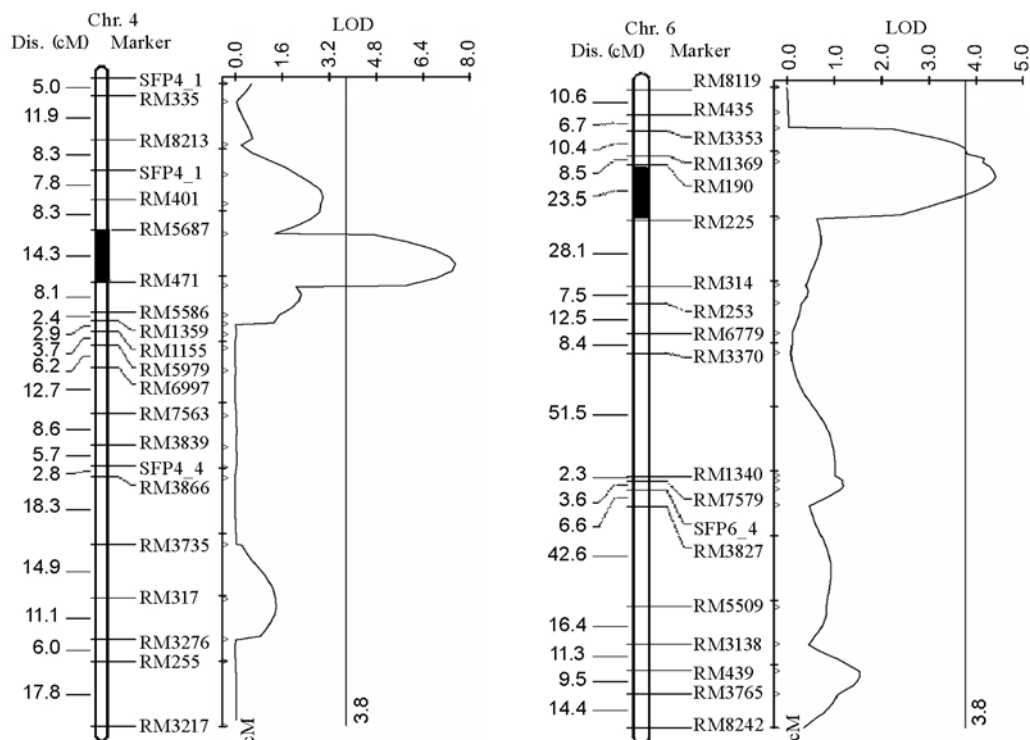 Chr. 4
Dis. (cM) Marker
LOD
0.0 1.6 3.2 4.8 6.4 8.0
SFP4_1
5.0
RM335
11.9
RM8213
8.3
SFP4_1
7.8
RM401
8.3
RM5687
14.3
RM471
8.1
RM5586
2.4
RM1359
2.9
RM1155
3.7
RM5979
6.2
RM6997
12.7
RM7563
8.6
RM3839
5.7
SFP4_4
2.8
RM3866
18.3
RM3735
14.9
RM317
11.1
RM3276
6.0
RM255
17.8
RM3217
cM
3.8
Chr. 6
Dis. (cM) Marker
LOD
0.0 1.0 2.0 3.0 4.0 5.0
RM8119
10.6
RM435
6.7
RM3353
10.4
RM1369
8.5
RM190
23.5
RM225
28.1
RM314
7.5
RM253
12.5
RM6779
8.4
RM3370
51.5
RM1340
2.3
RM7579
3.6
SFP6_4
6.6
RM3827
42.6
RM5509
16.4
RM3138
11.3
RM439
9.5
RM3765
14.4
RM8242
cM
3.8